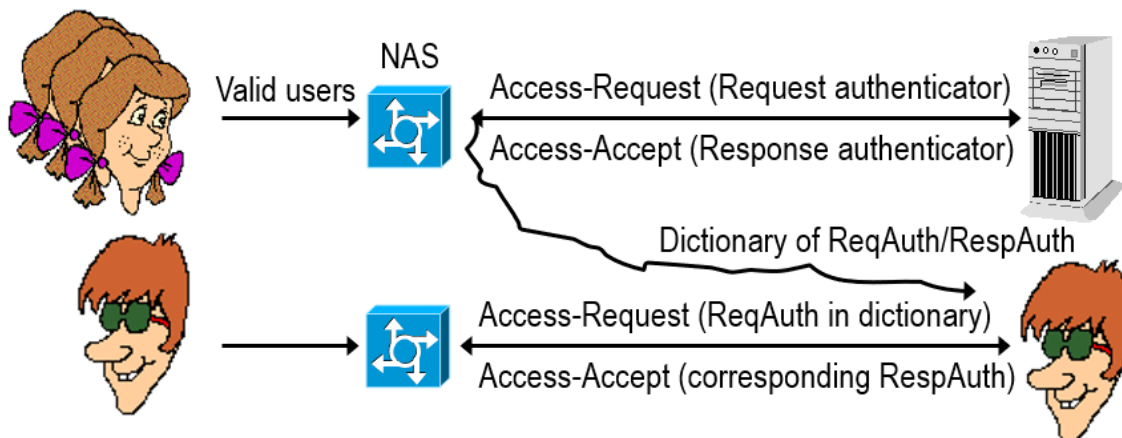 NAS
Valid users
Access-Request (Request authenticator)
Access-Accept (Response authenticator)
Dictionary of ReqAuth/RespAuth
Access-Request (ReqAuth in dictionary)
Access-Accept (corresponding RespAuth)